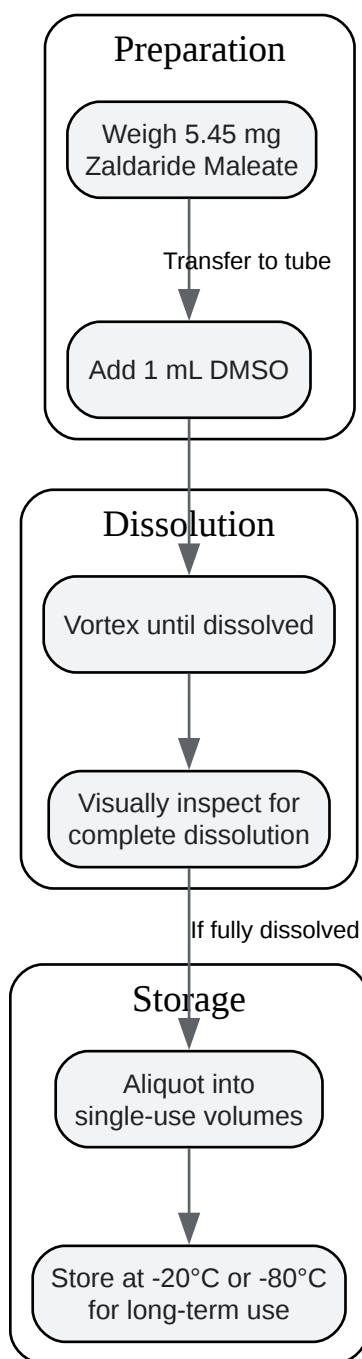 Preparation
Weigh 5.45 mg
Zaldaride Maleate
Transfer to tube
Add 1 mL DMSO
Dissolution
Vortex until dissolved
Visually inspect for
complete dissolution
If fully dissolved
Storage
Aliquot into
single-use volumes
Store at -20°C or -80°C
for long-term use